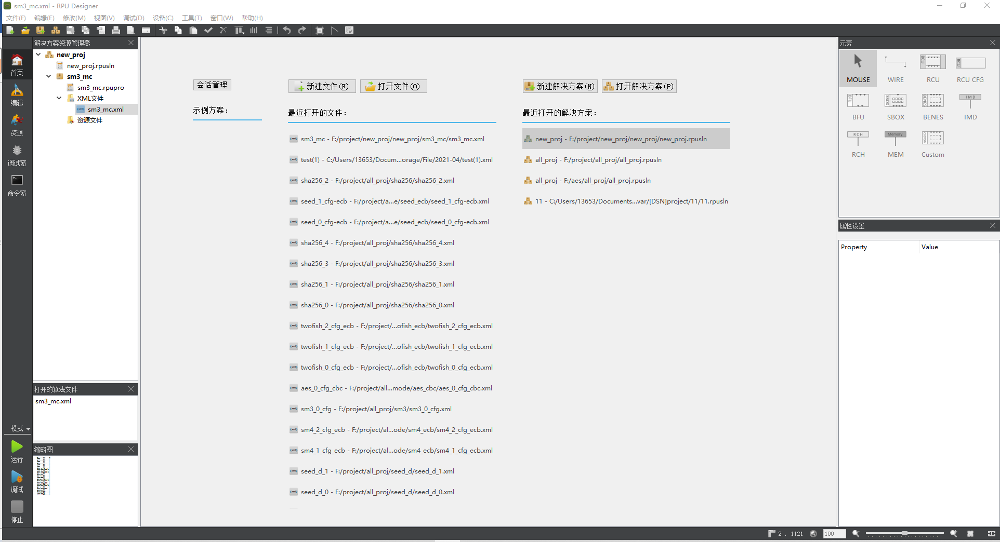 sm3_mc.xml - RPU Designer
文件(F) 编辑(E) 修改(M) 视图(V) 调试(D) 设备(C) 工具(T) 窗口(W) 帮助(H)
首页
编辑
资源
调试窗
命令窗
模式
运行
调试
停止
解决方案资源管理器
new_proj
new_proj.rpusln
sm3_mc
sm3_mc.rpupro
XML文件
sm3_mc.xml
资源文件
打开的算法文件
sm3_mc.xml
缩略图
会话管理
示例方案：
新建文件(F) 打开文件(O)
最近打开的文件：
sm3_mc - F:/project/new_proj/new_proj/sm3_mc/sm3_mc.xml
test(1) - C:/Users/13653/Docum...orage/File/2021-04/test(1).xml
sha256_2 - F:/project/all_proj/sha256/sha256_2.xml
seed_1_cfg-ecb - F:/project/a...e/seed_ecb/seed_1_cfg-ecb.xml
seed_0_cfg-ecb - F:/project/a...e/seed_ecb/seed_0_cfg-ecb.xml
sha256_4 - F:/project/all_proj/sha256/sha256_4.xml
sha256_3 - F:/project/all_proj/sha256/sha256_3.xml
sha256_1 - F:/project/all_proj/sha256/sha256_1.xml
sha256_0 - F:/project/all_proj/sha256/sha256_0.xml
twofish_2_cfg_ecb - F:/project/...ofish_ecb/twofish_2_cfg_ecb.xml
twofish_1_cfg_ecb - F:/project/...ofish_ecb/twofish_1_cfg_ecb.xml
twofish_0_cfg_ecb - F:/project/...ofish_ecb/twofish_0_cfg_ecb.xml
aes_0_cfg_cbc - F:/project/all...mode/aes_cbc/aes_0_cfg_cbc.xml
sm3_0_cfg - F:/project/all_proj/sm3/sm3_0_cfg.xml
sm4_2_cfg_ecb - F:/project/al...ode/sm4_ecb/sm4_2_cfg_ecb.xml
sm4_1_cfg_ecb - F:/project/al...ode/sm4_ecb/sm4_1_cfg_ecb.xml
seed_d_1 - F:/project/all_proj/seed_d/seed_d_1.xml
seed_d_0 - F:/project/all_proj/seed_d/seed_d_0.xml
新建解决方案(N) 打开解决方案(P)
最近打开的解决方案：
new_proj - F:/project/new_proj/new_proj/new_proj.rpusln
all_proj - F:/project/all_proj/all_proj.rpusln
all_proj - F:/aes/all_proj/all_proj.rpusln
11 - C:/Users/13653/Documents...var/[DSN]project/11/11.rpusln
元素
MOUSE WIRE RCU RCU CFG
BFU SBOX BENES IMD
RCH MEM Custom
属性设置
Property Value
2 , 1121 100